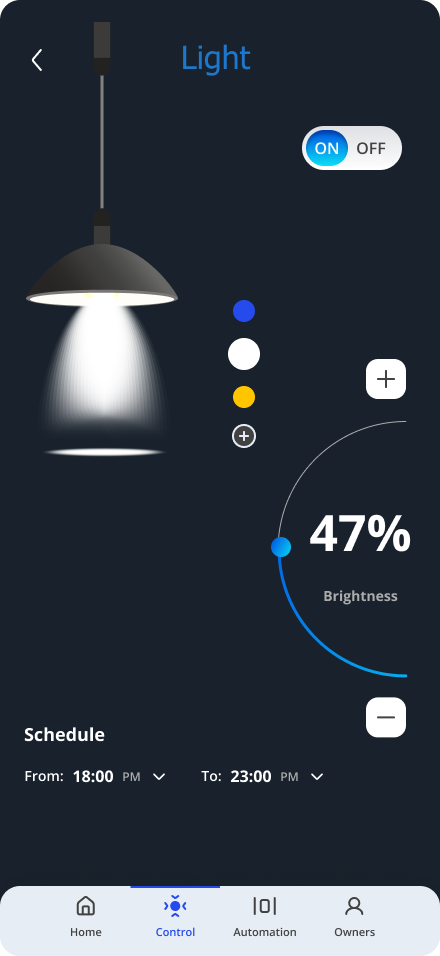 Light
ON OFF
47%
Brightness
Schedule
From: 18:00 PM To: 23:00 PM
Home Control Automation Owners